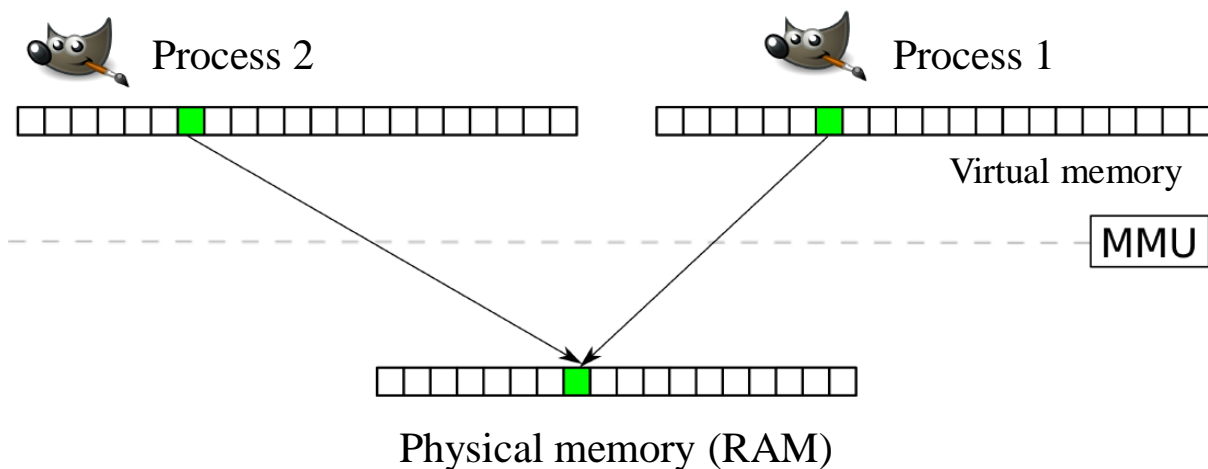 Process 2
Process 1
Virtual memory
MMU
Physical memory (RAM)